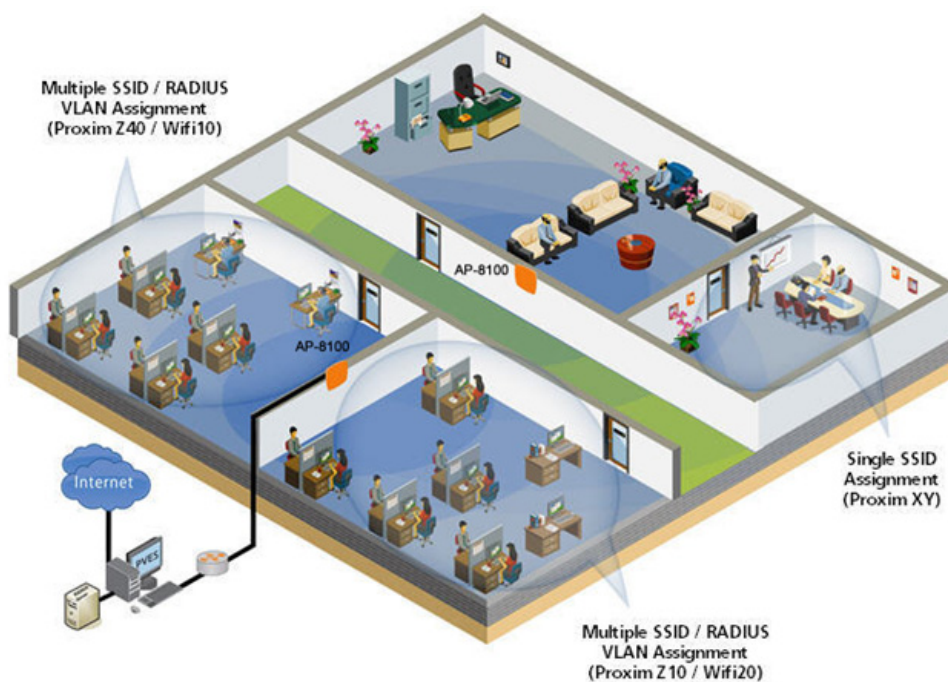 Multiple SSID / RADIUS
VLAN Assignment
(Proxim Z40 / Wifi10)
AP-8100
AP-8100
Internet
PVES
Single SSID
Assignment
(Proxim XY)
Multiple SSID / RADIUS
VLAN Assignment
(Proxim Z10 / Wifi20)